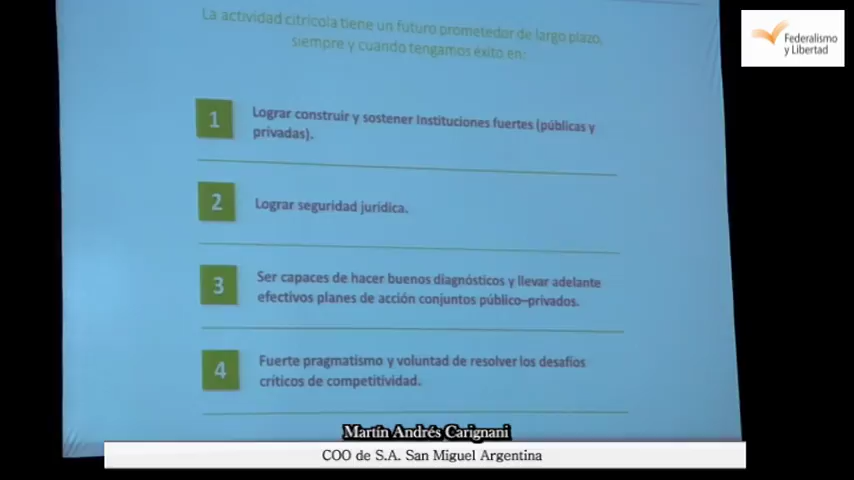 La actividad citrícola tiene un futuro prometedor de largo plazo,
siempre y cuando tengamos éxito en:
Federalismo
y Libertad
1
Lograr construir y sostener Instituciones fuertes (públicas y
privadas).
2
Lograr seguridad jurídica.
3
Ser capaces de hacer buenos diagnósticos y llevar adelante
efectivos planes de acción conjuntos público–privados.
4
Fuerte pragmatismo y voluntad de resolver los desafíos
críticos de competitividad.
Martín Andrés Carignani
COO de S.A. San Miguel Argentina